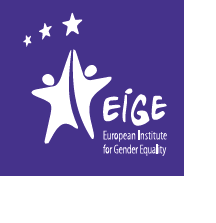 EiGE
European Institute
for Gender Equality